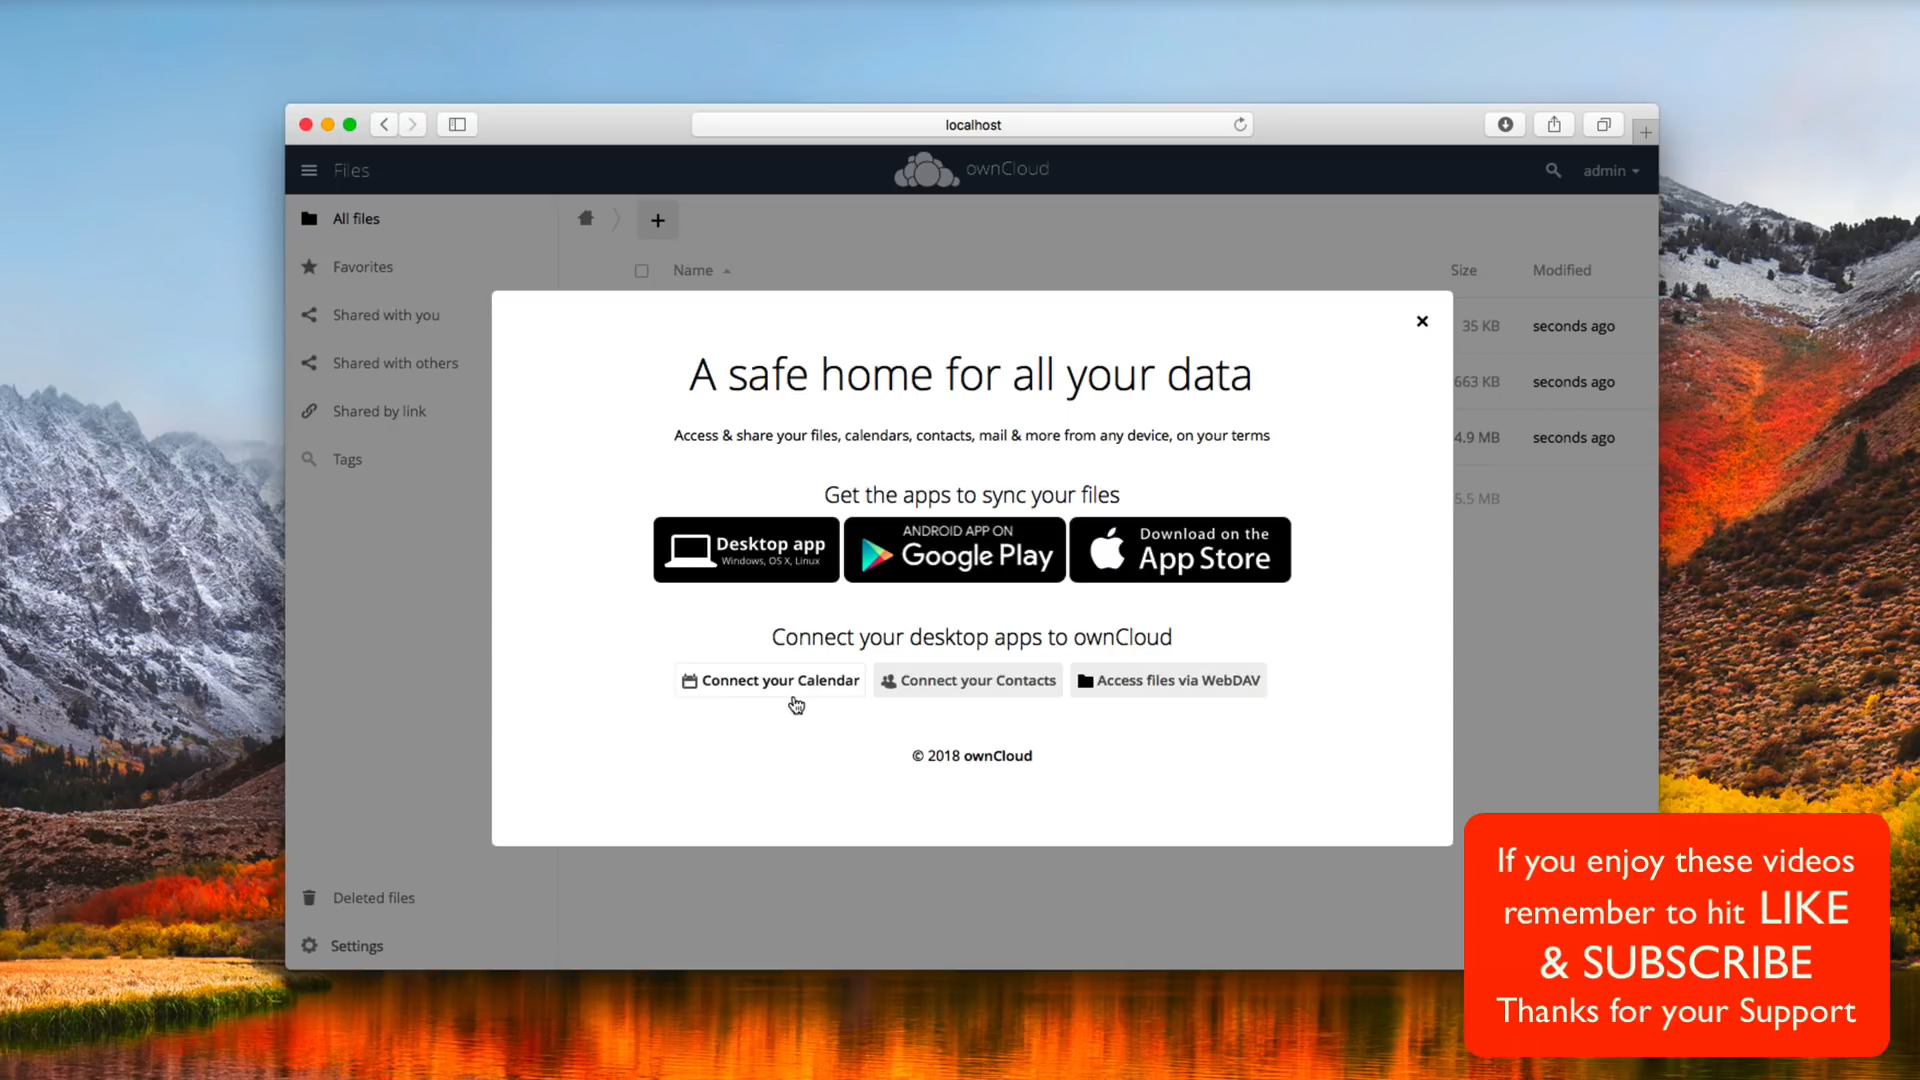 localhost
Files
ownCloud
admin
All files
Favorites
Shared with you
Shared with others
Shared by link
Tags
Deleted files
Settings
Name
Size
Modified
35 KB
seconds ago
663 KB
seconds ago
4.9 MB
seconds ago
5.5 MB
A safe home for all your data
Access & share your files, calendars, contacts, mail & more from any device, on your terms
Get the apps to sync your files
Desktop app
Windows, OS X, Linux
ANDROID APP ON
Google Play
Download on the
App Store
Connect your desktop apps to ownCloud
Connect your Calendar
Connect your Contacts
Access files via WebDAV
© 2018 ownCloud
If you enjoy these videos
remember to hit LIKE
& SUBSCRIBE
Thanks for your Support